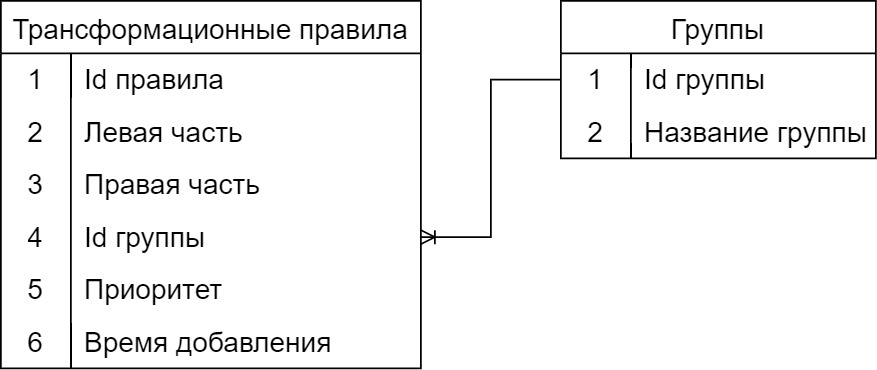 Трансформационные правила
1 Id правила
2 Левая часть
3 Правая часть
4 Id группы
5 Приоритет
6 Время добавления
Группы
1 Id группы
2 Название группы